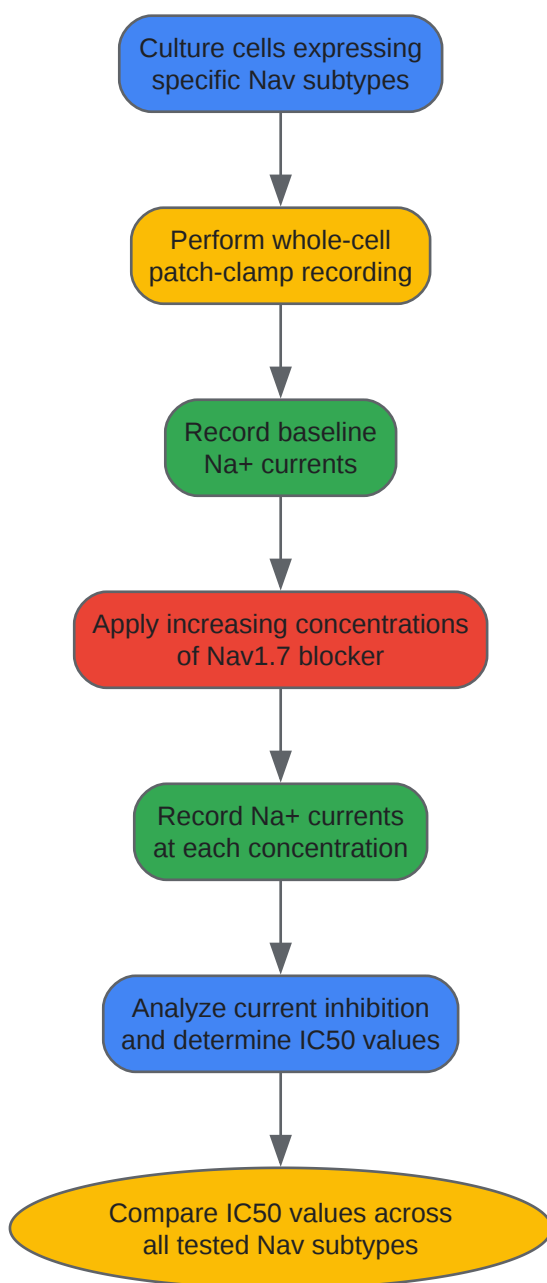 Culture cells expressing
specific Nav subtypes
Perform whole-cell
patch-clamp recording
Record baseline
Na+ currents
Apply increasing concentrations
of Nav1.7 blocker
Record Na+ currents
at each concentration
Analyze current inhibition
and determine IC50 values
Compare IC50 values across
all tested Nav subtypes